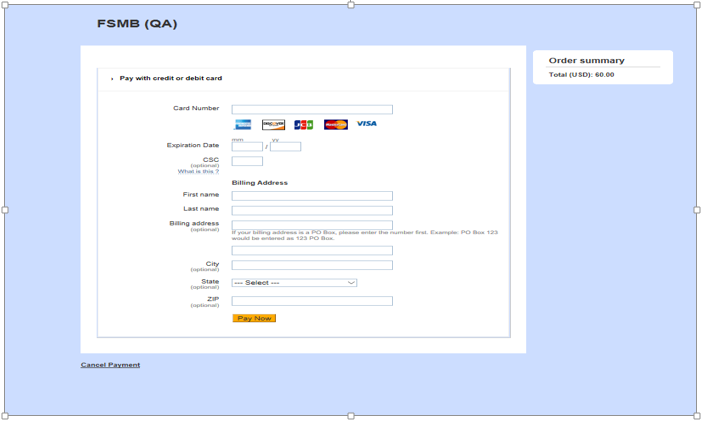 FSMB (QA)
Order summary
Total (USD): 60.00
Pay with credit or debit card
Card Number
DISCOVER JCB MasterCard VISA
mm yy
Expiration Date /
CSC
(optional)
What is this ?
Billing Address
First name
Last name
Billing address
(optional)
If your billing address is a PO Box, please enter the number first. Example: PO Box 123
would be entered as 123 PO Box.
City
(optional)
State
(optional)
--- Select ---
ZIP
(optional)
Pay Now
Cancel Payment